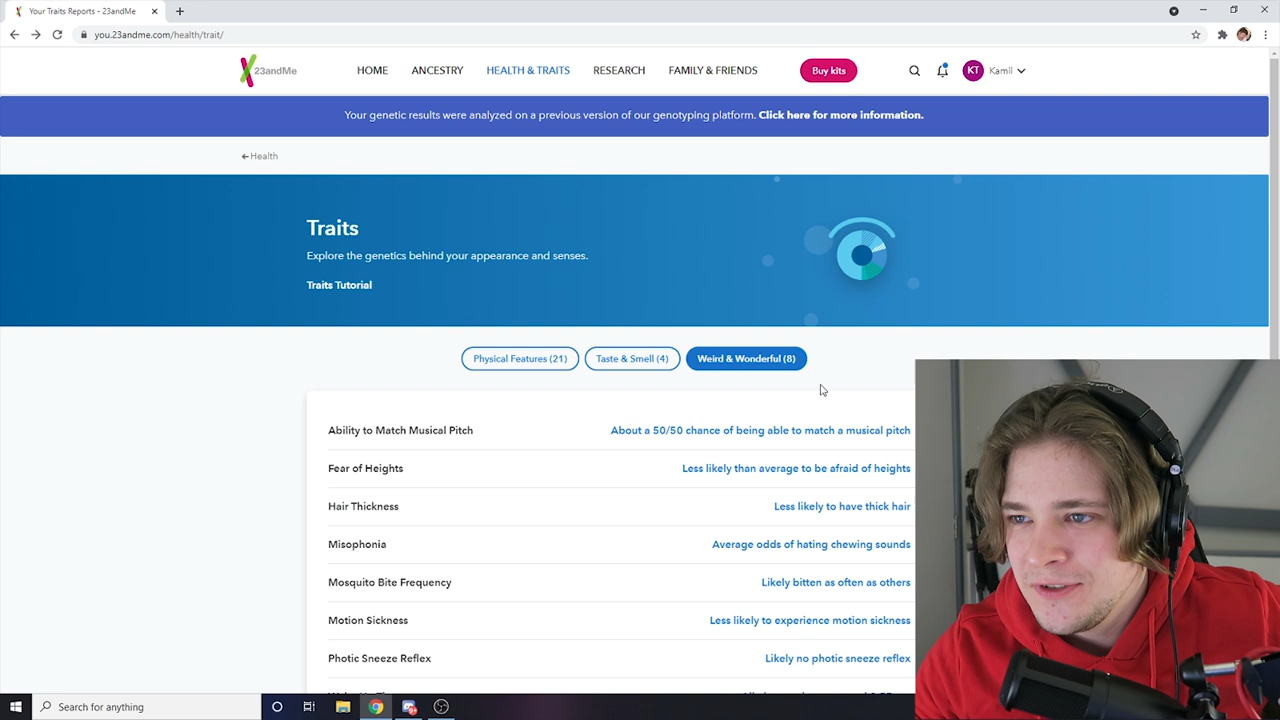 Your Traits Reports - 23andMe
you.23andme.com/health/trait/
23andMe
HOME
ANCESTRY
HEALTH & TRAITS
RESEARCH
FAMILY & FRIENDS
Buy kits
KT
Kamil
Your genetic results were analyzed on a previous version of our genotyping platform. Click here for more information.
Health
Traits
Explore the genetics behind your appearance and senses.
Traits Tutorial
Physical Features (21)
Taste & Smell (4)
Weird & Wonderful (8)
Ability to Match Musical Pitch About a 50/50 chance of being able to match a musical pitch
Fear of Heights Less likely than average to be afraid of heights
Hair Thickness Less likely to have thick hair
Misophonia Average odds of hating chewing sounds
Mosquito Bite Frequency Likely bitten as often as others
Motion Sickness Less likely to experience motion sickness
Photic Sneeze Reflex Likely no photic sneeze reflex
Search for anything